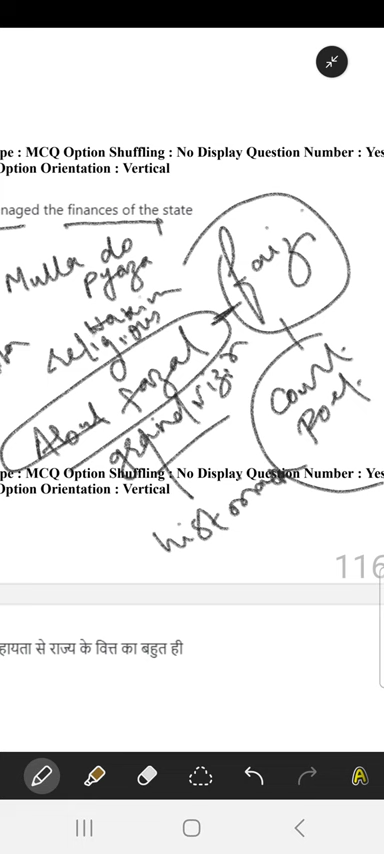 pe : MCQ Option Shuffling : No Display Question Number : Yes
Option Orientation : Vertical
naged the finances of the state
Mulla do
Pyaza
Faizi
Hakim
religious
Abul Fazal
grand vizir
Court
Poet
pe : MCQ Option Shuffling : No Display Question Number : Yes
Option Orientation : Vertical
historian
116
हायता से राज्य के वित्त का बहुत ही
A